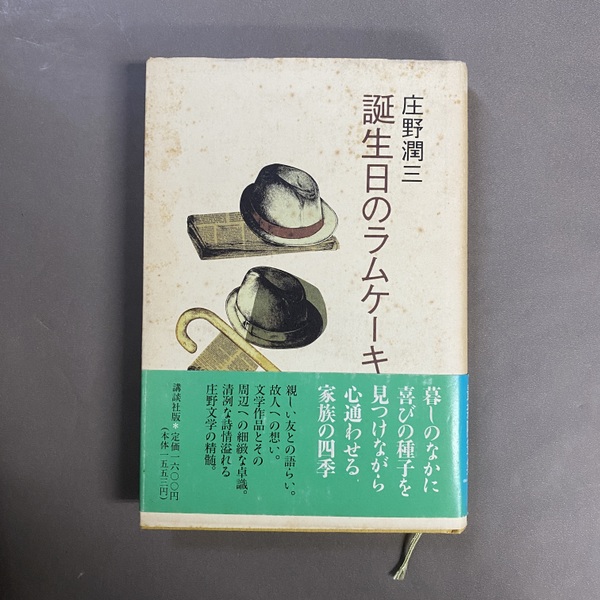 庄野潤三
誕生日のラムケーキ
暮しのなかに
喜びの種子を
見つけながら
心通わせる
家族の四季
親しい友との語らい。
故人への想い。
文学作品とその
周辺への細緻な卓識。
清冽な詩情溢れる
庄野文学の精髄。
講談社版*定価一六〇〇円
(本体一五五三円)